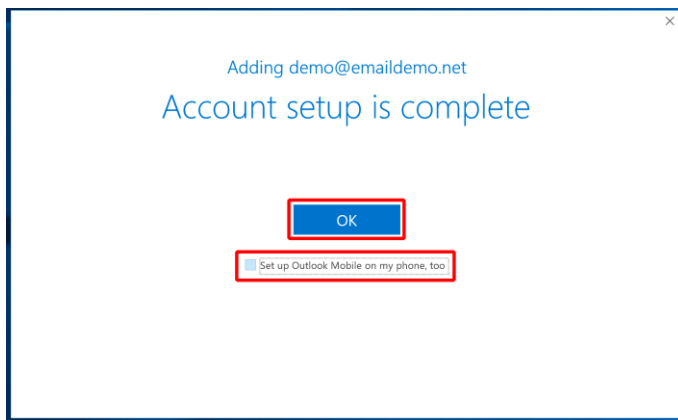 Adding demo@emaildemo.net
Account setup is complete
OK
Set up Outlook Mobile on my phone, too